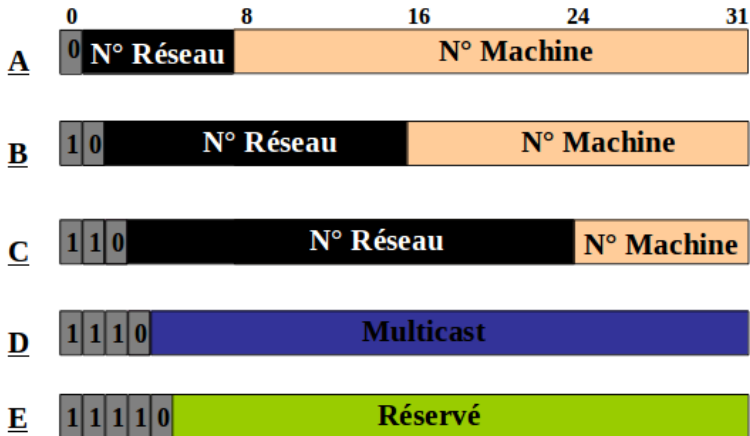 0 8 16 24 31
A 0 N° Réseau N° Machine
B 1 0 N° Réseau N° Machine
C 1 1 0 N° Réseau N° Machine
D 1 1 1 0 Multicast
E 1 1 1 1 0 Réservé